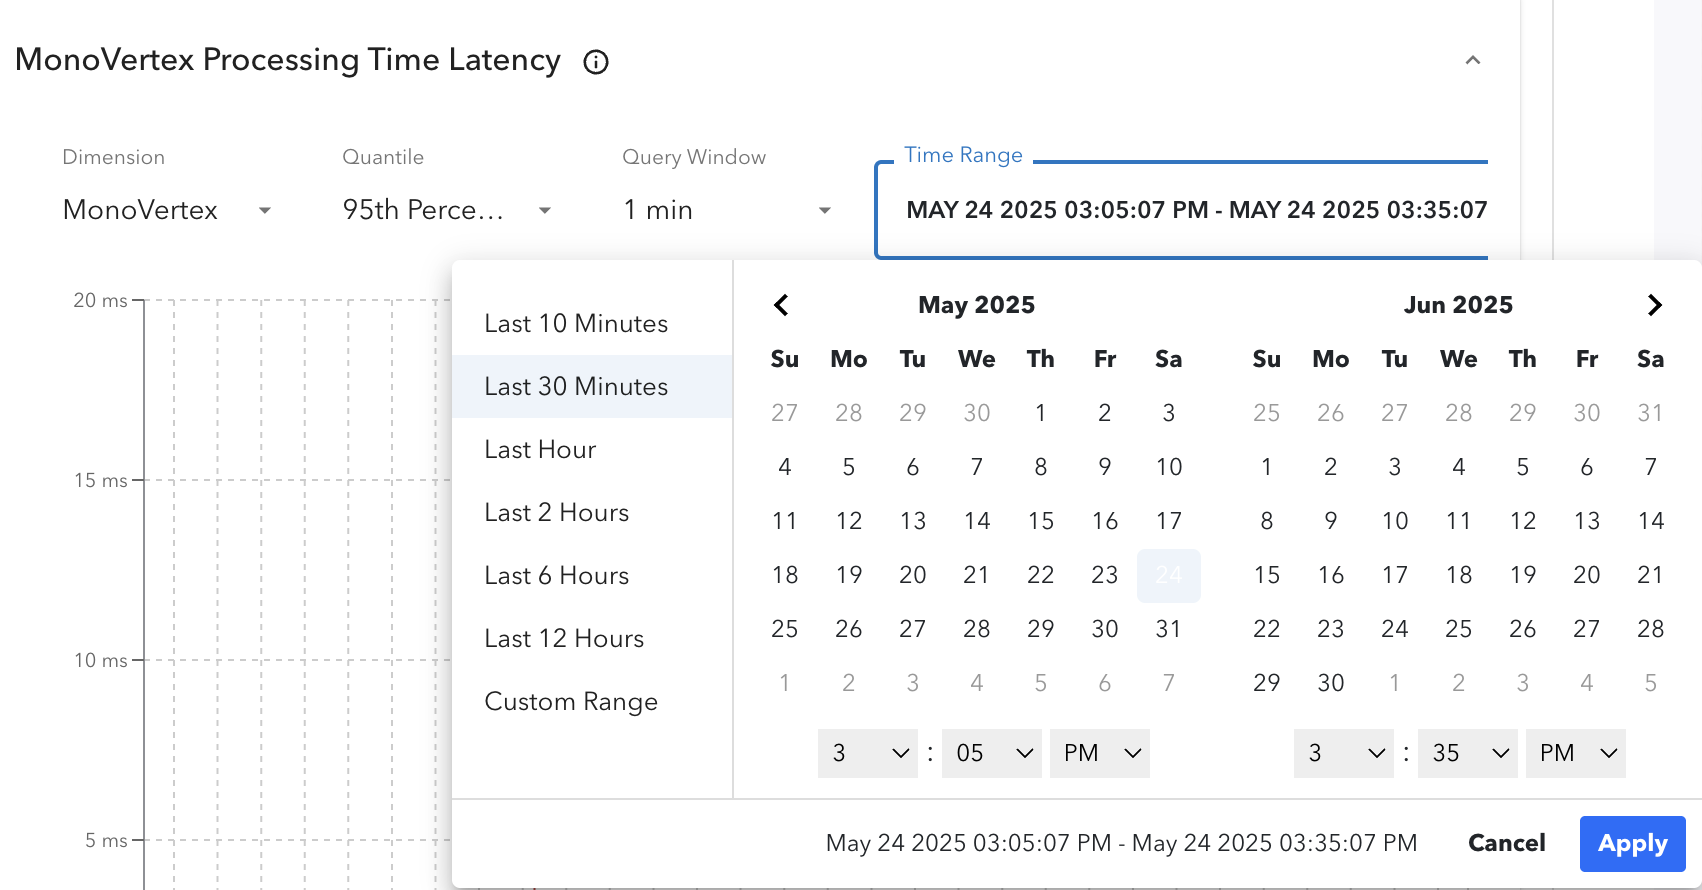 MonoVertex Processing Time Latency
Dimension Quantile Query Window Time Range
MonoVertex 95th Perce... 1 min MAY 24 2025 03:05:07 PM - MAY 24 2025 03:35:07
20 ms
15 ms
10 ms
5 ms
Last 10 Minutes
Last 30 Minutes
Last Hour
Last 2 Hours
Last 6 Hours
Last 12 Hours
Custom Range
May 2025
Su Mo Tu We Th Fr Sa
27 28 29 30 1 2 3
4 5 6 7 8 9 10
11 12 13 14 15 16 17
18 19 20 21 22 23 24
25 26 27 28 29 30 31
1 2 3 4 5 6 7
3 : 05 PM
Jun 2025
Su Mo Tu We Th Fr Sa
25 26 27 28 29 30 31
1 2 3 4 5 6 7
8 9 10 11 12 13 14
15 16 17 18 19 20 21
22 23 24 25 26 27 28
29 30 1 2 3 4 5
3 : 35 PM
May 24 2025 03:05:07 PM - May 24 2025 03:35:07 PM Cancel Apply